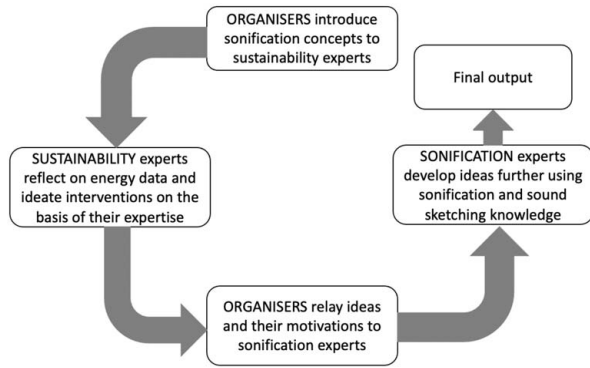 ORGANISERS introduce
sonification concepts to
sustainability experts
SUSTAINABILITY experts
reflect on energy data and
ideate interventions on the
basis of their expertise
ORGANISERS relay ideas
and their motivations to
sonification experts
SONIFICATION experts
develop ideas further using
sonification and sound
sketching knowledge
Final output